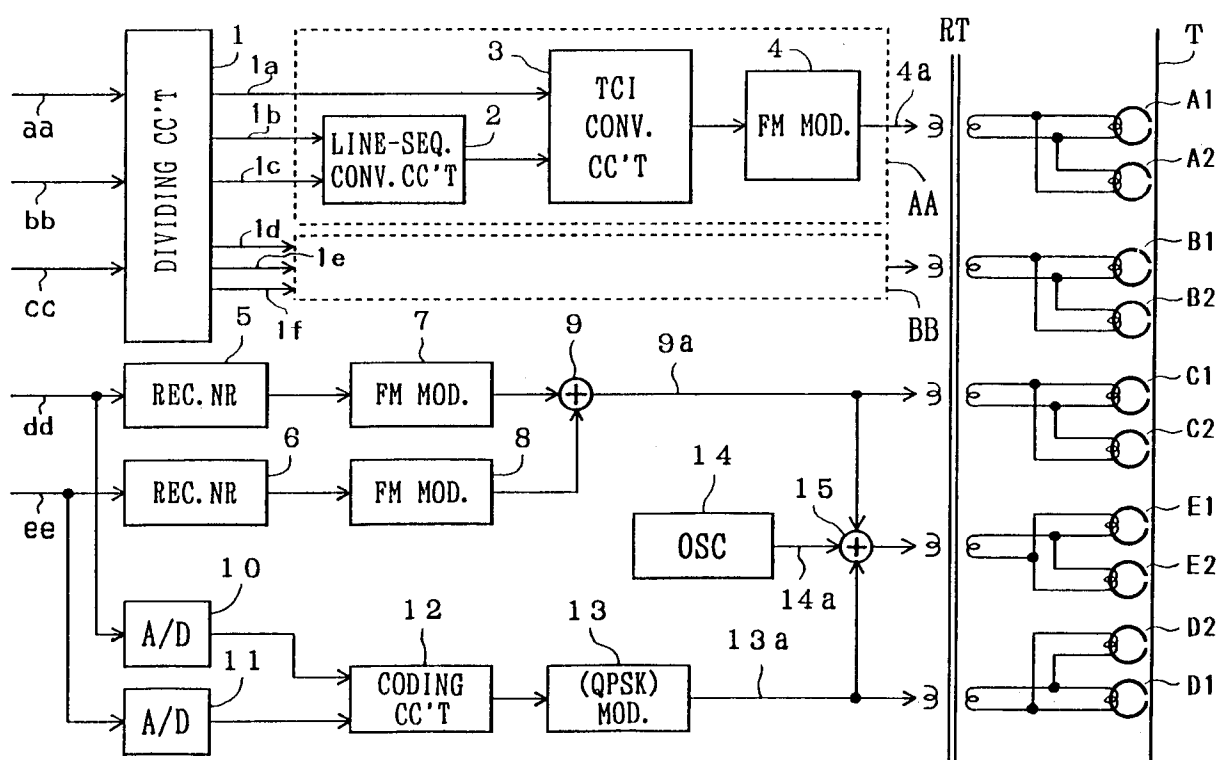 RT
T
1
1a
3
4
4a
A1
aa
DIVIDING CC'T
1b
2
TCI
CONV.
CC'T
FM MOD.
LINE-SEQ.
CONV. CC'T
A2
bb
1c
AA
1d
B1
1e
cc
B2
1f
BB
5
7
9
9a
REC. NR
FM MOD.
C1
dd
6
8
C2
REC. NR
FM MOD.
14
15
ee
E1
OSC
10
14a
E2
12
13
13a
D2
A/D
11
CODING
CC'T
(QPSK)
MOD.
D1
A/D